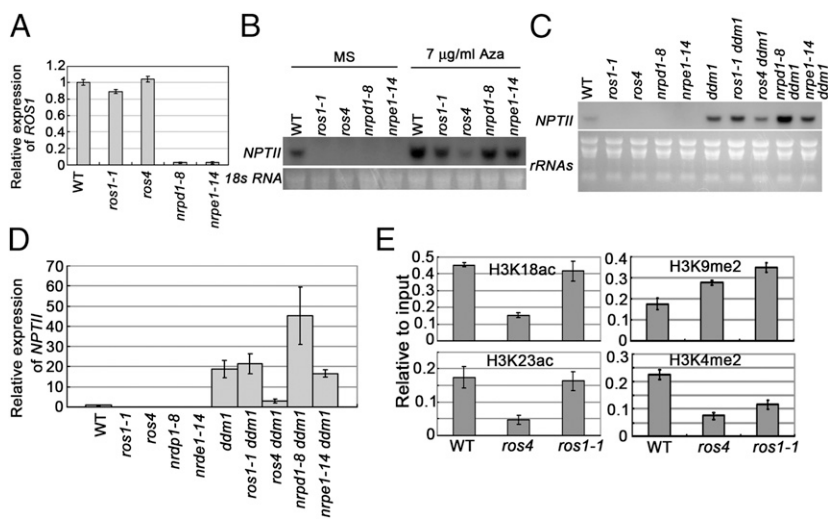 A
Relative expression
of ROS1
1.2
1
0.8
0.6
0.4
0.2
0
WT
ros1-1
ros4
nrpd1-8
nrpe1-14
B
MS
7 µg/ml Aza
WT
ros1-1
ros4
nrpd1-8
nrpe1-14
WT
ros1-1
ros4
nrpd1-8
nrpe1-14
NPTII
18s RNA
C
WT
ros1-1
ros4
nrpd1-8
nrpe1-14
ddm1
ros1-1 ddm1
ros4 ddm1
nrpd1-8
ddm1
nrpe1-14
ddm1
NPTII
rRNAs
D
Relative expression
of NPTII
70
60
50
40
30
20
10
0
WT
ros1-1
ros4
nrdp1-8
nrde1-14
ddm1
ros1-1 ddm1
ros4 ddm1
nrpd1-8 ddm1
nrpe1-14 ddm1
E
Relative to input
H3K18ac
0.5
0.4
0.3
0.2
0.1
0
H3K9me2
0.4
0.3
0.2
0.1
0
H3K23ac
0.2
0.1
0
WT
ros4
ros1-1
H3K4me2
0.3
0.2
0.1
0
WT
ros4
ros1-1